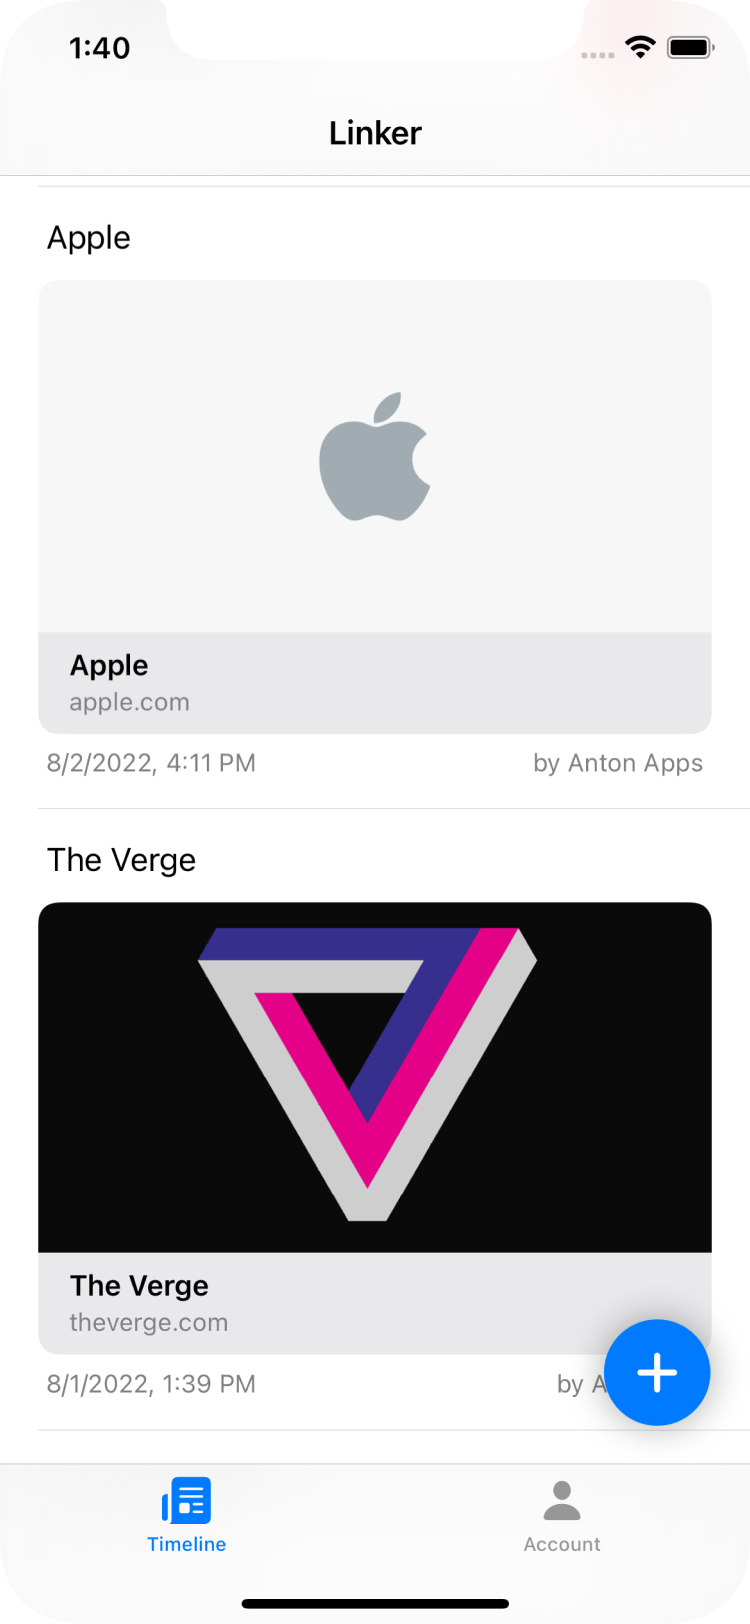 1:40
Linker
Apple
Apple
apple.com
8/2/2022, 4:11 PM
by Anton Apps
The Verge
The Verge
theverge.com
8/1/2022, 1:39 PM
by
Timeline
Account